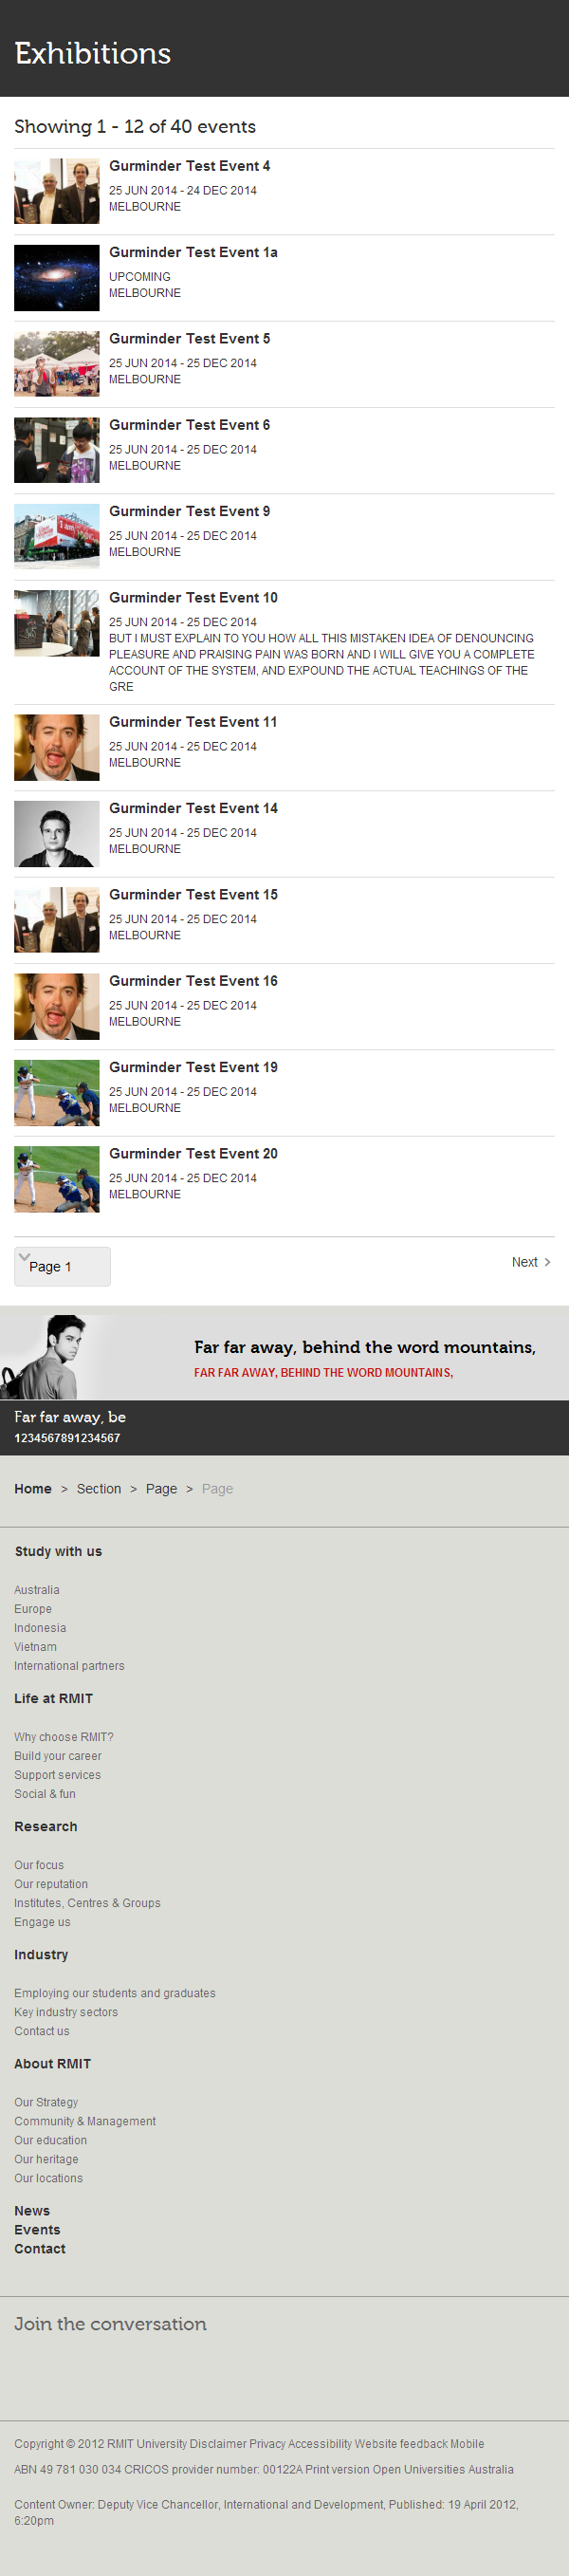 Exhibitions
Showing 1 - 12 of 40 events
Gurminder Test Event 4
25 JUN 2014 - 24 DEC 2014
MELBOURNE
Gurminder Test Event 1a
UPCOMING
MELBOURNE
Gurminder Test Event 5
25 JUN 2014 - 25 DEC 2014
MELBOURNE
Gurminder Test Event 6
25 JUN 2014 - 25 DEC 2014
MELBOURNE
Gurminder Test Event 9
25 JUN 2014 - 25 DEC 2014
MELBOURNE
Gurminder Test Event 10
25 JUN 2014 - 25 DEC 2014
BUT I MUST EXPLAIN TO YOU HOW ALL THIS MISTAKEN IDEA OF DENOUNCING
PLEASURE AND PRAISING PAIN WAS BORN AND I WILL GIVE YOU A COMPLETE
ACCOUNT OF THE SYSTEM, AND EXPOUND THE ACTUAL TEACHINGS OF THE
GRE
Gurminder Test Event 11
25 JUN 2014 - 25 DEC 2014
MELBOURNE
Gurminder Test Event 14
25 JUN 2014 - 25 DEC 2014
MELBOURNE
Gurminder Test Event 15
25 JUN 2014 - 25 DEC 2014
MELBOURNE
Gurminder Test Event 16
25 JUN 2014 - 25 DEC 2014
MELBOURNE
Gurminder Test Event 19
25 JUN 2014 - 25 DEC 2014
MELBOURNE
Gurminder Test Event 20
25 JUN 2014 - 25 DEC 2014
MELBOURNE
Page 1
Next >
Far far away, behind the word mountains,
FAR FAR AWAY, BEHIND THE WORD MOUNTAINS,
Far far away, be
1234567891234567
Home > Section > Page > Page
Study with us
Australia
Europe
Indonesia
Vietnam
International partners
Life at RMIT
Why choose RMIT?
Build your career
Support services
Social & fun
Research
Our focus
Our reputation
Institutes, Centres & Groups
Engage us
Industry
Employing our students and graduates
Key industry sectors
Contact us
About RMIT
Our Strategy
Community & Management
Our education
Our heritage
Our locations
News
Events
Contact
Join the conversation
Copyright © 2012 RMIT University Disclaimer Privacy Accessibility Website feedback Mobile
ABN 49 781 030 034 CRICOS provider number: 00122A Print version Open Universities Australia
Content Owner: Deputy Vice Chancellor, International and Development, Published: 19 April 2012,
6:20pm